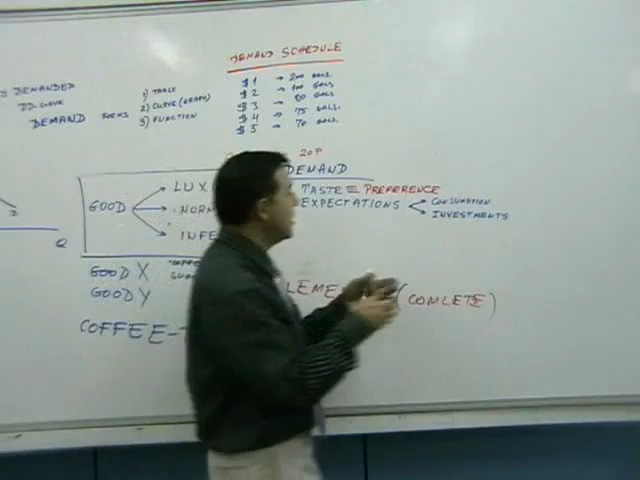 DEMAND SCHEDULE
S DEMANDED
DD. CURVE
DEMAND FORMS
1) TABLE
2) CURVE (GRAPH)
3) FUNCTION
$1 → 200 GALS.
$2 → 100 GALS
$3 → 80 GALS.
$4 → 75 GALS.
$5 → 70 GALS.
DEMAND
GOOD
LUX
NORM
INFE
TASTE ≡ PREFERENCE
EXPECTATIONS
CONSUMPTION
INVESTMENTS
Q
GOOD X
GOOD Y
LEME
(COMLETE)
COFFEE-